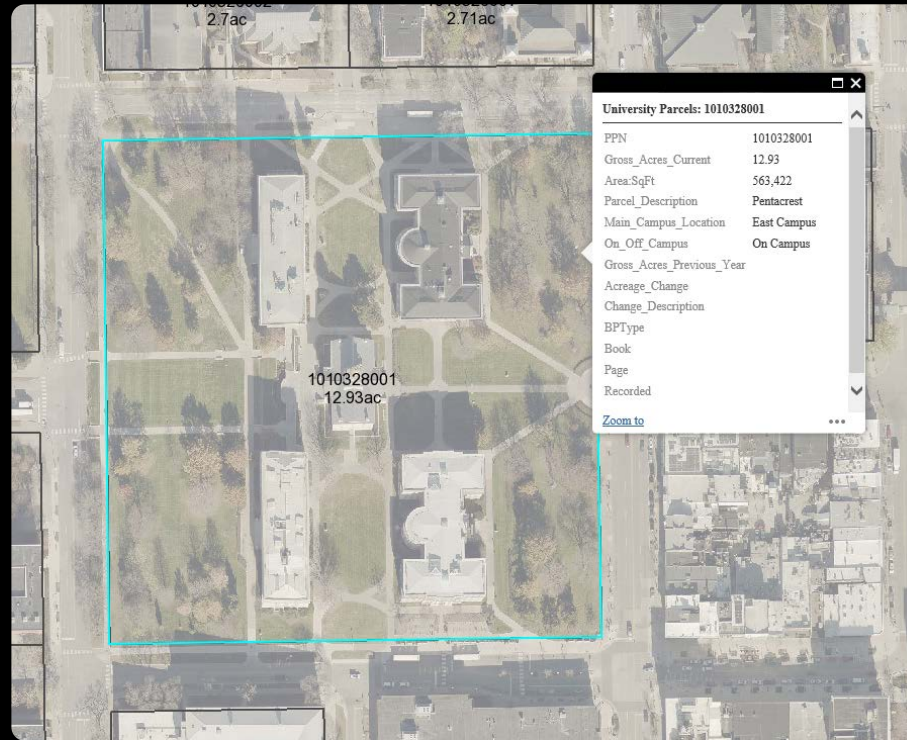 2.7ac
2.71ac
University Parcels: 1010328001
PPN 1010328001
Gross_Acres_Current 12.93
Area:SqFt 563,422
Parcel_Description Pentacrest
Main_Campus_Location East Campus
On_Off_Campus On Campus
Gross_Acres_Previous_Year
Acreage_Change
Change_Description
BPType
Book
Page
Recorded
Zoom to
1010328001
12.93ac